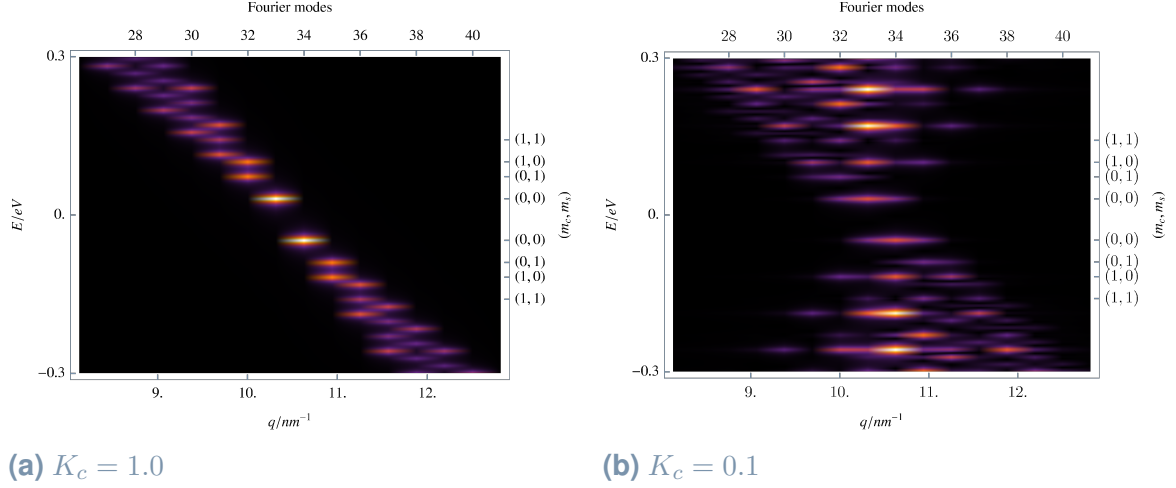 Fourier modes
28 30 32 34 36 38 40
0.3
0.
−0.3
E/eV
(1, 1)
(1, 0)
(0, 1)
(0, 0)
(0, 0)
(0, 1)
(1, 0)
(1, 1)
(m_c, m_s)
9. 10. 11. 12.
q/nm⁻¹
(a) K_c = 1.0
Fourier modes
28 30 32 34 36 38 40
0.3
0.
−0.3
E/eV
(1, 1)
(1, 0)
(0, 1)
(0, 0)
(0, 0)
(0, 1)
(1, 0)
(1, 1)
(m_c, m_s)
9. 10. 11. 12.
q/nm⁻¹
(b) K_c = 0.1